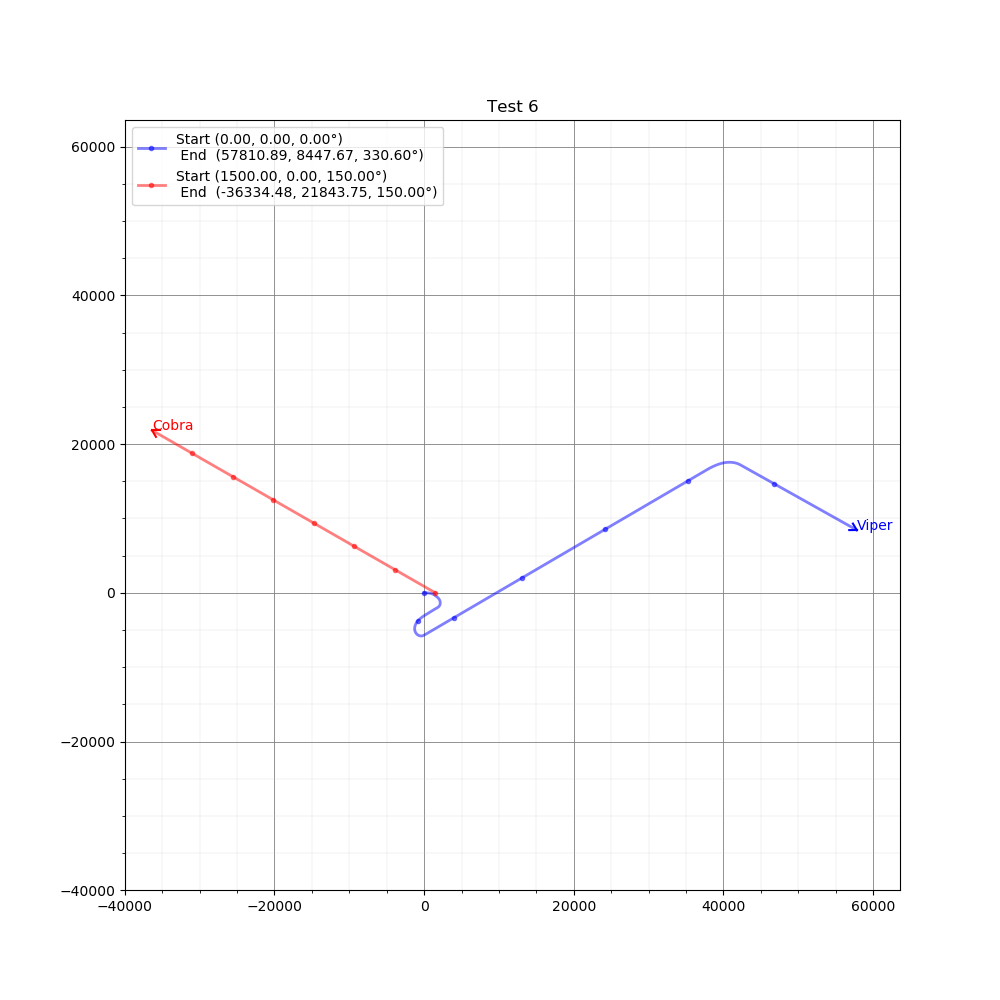 Test 6
Start (0.00, 0.00, 0.00°)
End  (57810.89, 8447.67, 330.60°)
Start (1500.00, 0.00, 150.00°)
End  (-36334.48, 21843.75, 150.00°)
60000
40000
20000
0
−20000
−40000
Cobra
Viper
−40000
−20000
0
20000
40000
60000